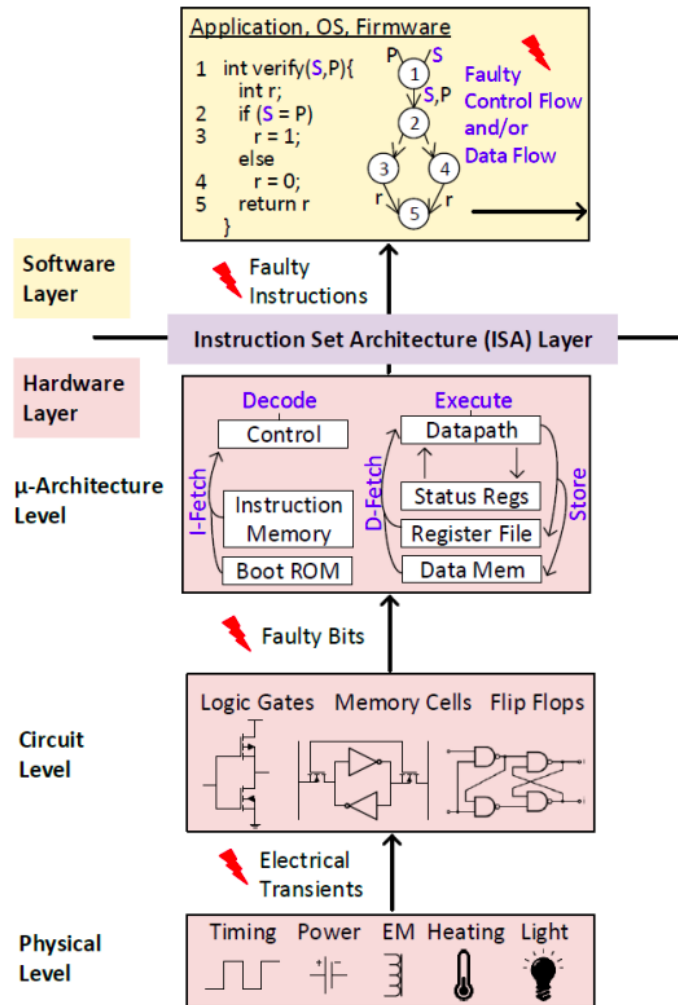 Application, OS, Firmware
1 int verify(S,P){
int r;
2 if (S = P)
3 r = 1;
else
4 r = 0;
5 return r
}
P S
1
S,P
2
3 4
r r
5
Faulty
Control Flow
and/or
Data Flow
Software
Layer
Faulty
Instructions
Instruction Set Architecture (ISA) Layer
Hardware
Layer
μ-Architecture
Level
Decode
Control
I-Fetch
Instruction
Memory
Boot ROM
Execute
Datapath
D-Fetch
Status Regs
Register File
Data Mem
Store
Faulty Bits
Circuit
Level
Logic Gates Memory Cells Flip Flops
Electrical
Transients
Physical
Level
Timing Power EM Heating Light
+ -